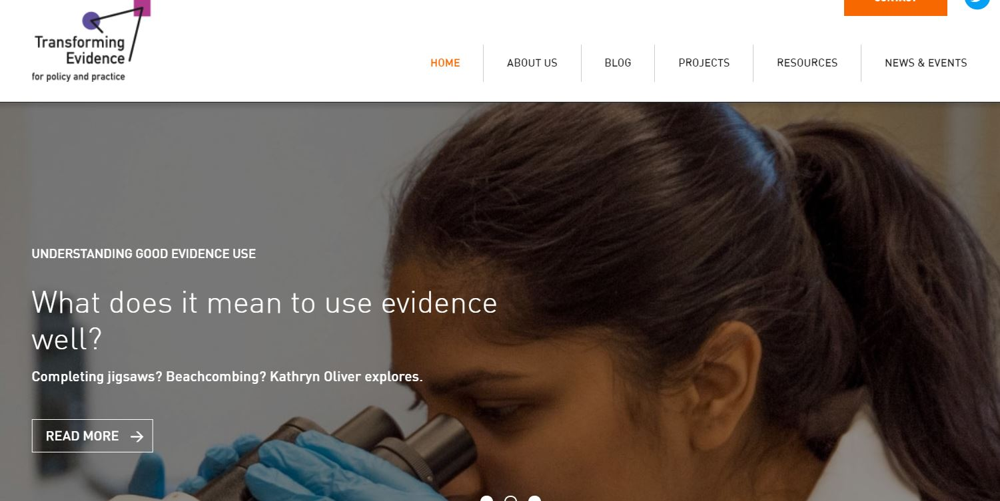 CONTACT
Transforming
Evidence
for policy and practice
HOME
ABOUT US
BLOG
PROJECTS
RESOURCES
NEWS & EVENTS
UNDERSTANDING GOOD EVIDENCE USE
What does it mean to use evidence
well?
Completing jigsaws? Beachcombing? Kathryn Oliver explores.
READ MORE